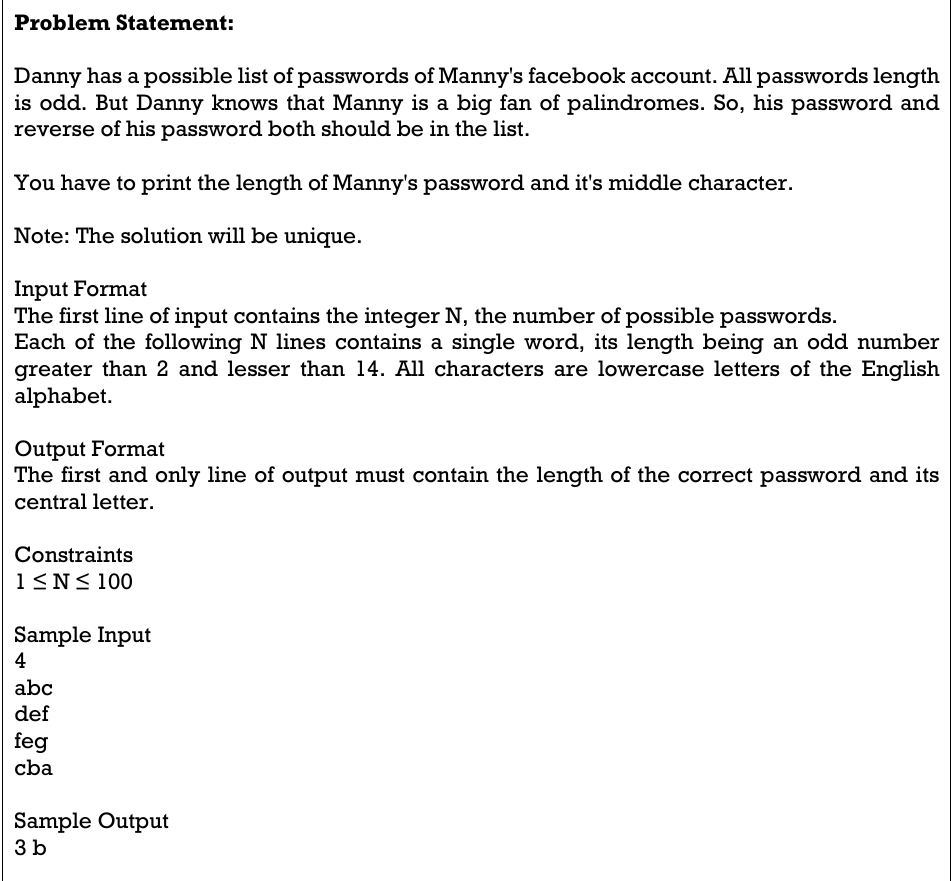 Problem Statement:
Danny has a possible list of passwords of Manny's facebook account. All passwords length
is odd. But Danny knows that Manny is a big fan of palindromes. So, his password and
reverse of his password both should be in the list.
You have to print the length of Manny's password and it's middle character.
Note: The solution will be unique.
Input Format
The first line of input contains the integer N, the number of possible passwords.
Each of the following N lines contains a single word, its length being an odd number
greater than 2 and lesser than 14. All characters are lowercase letters of the English
alphabet.
Output Format
The first and only line of output must contain the length of the correct password and its
central letter.
Constraints
1 ≤ N ≤ 100
Sample Input
4
abc
def
feg
cba
Sample Output
3 b